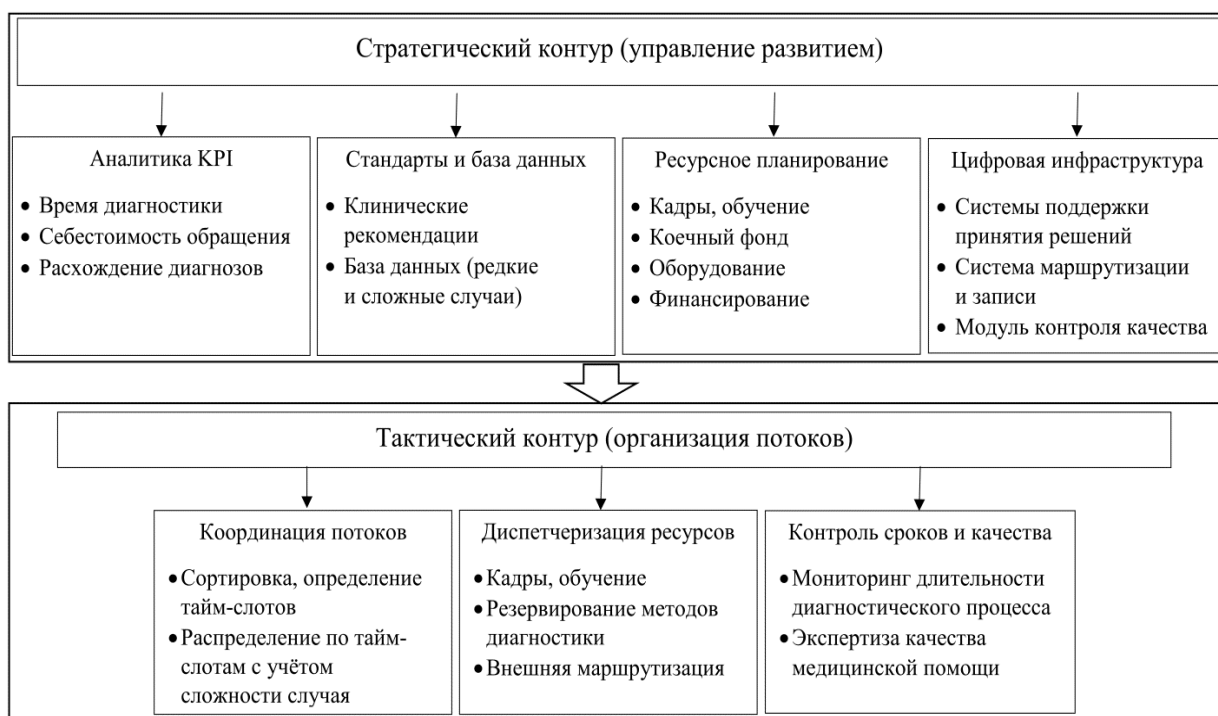 Стратегический контур (управление развитием)
Аналитика KPI
• Время диагностики
• Себестоимость обращения
• Расхождение диагнозов
Стандарты и база данных
• Клинические
рекомендации
• База данных (редкие
и сложные случаи)
Ресурсное планирование
• Кадры, обучение
• Коечный фонд
• Оборудование
• Финансирование
Цифровая инфраструктура
• Системы поддержки
принятия решений
• Система маршрутизации
и записи
• Модуль контроля качества
Тактический контур (организация потоков)
Координация потоков
• Сортировка, определение
тайм-слотов
• Распределение по тайм-
слотам с учётом
сложности случая
Диспетчеризация ресурсов
• Кадры, обучение
• Резервирование методов
диагностики
• Внешняя маршрутизация
Контроль сроков и качества
• Мониторинг длительности
диагностического процесса
• Экспертиза качества
медицинской помощи